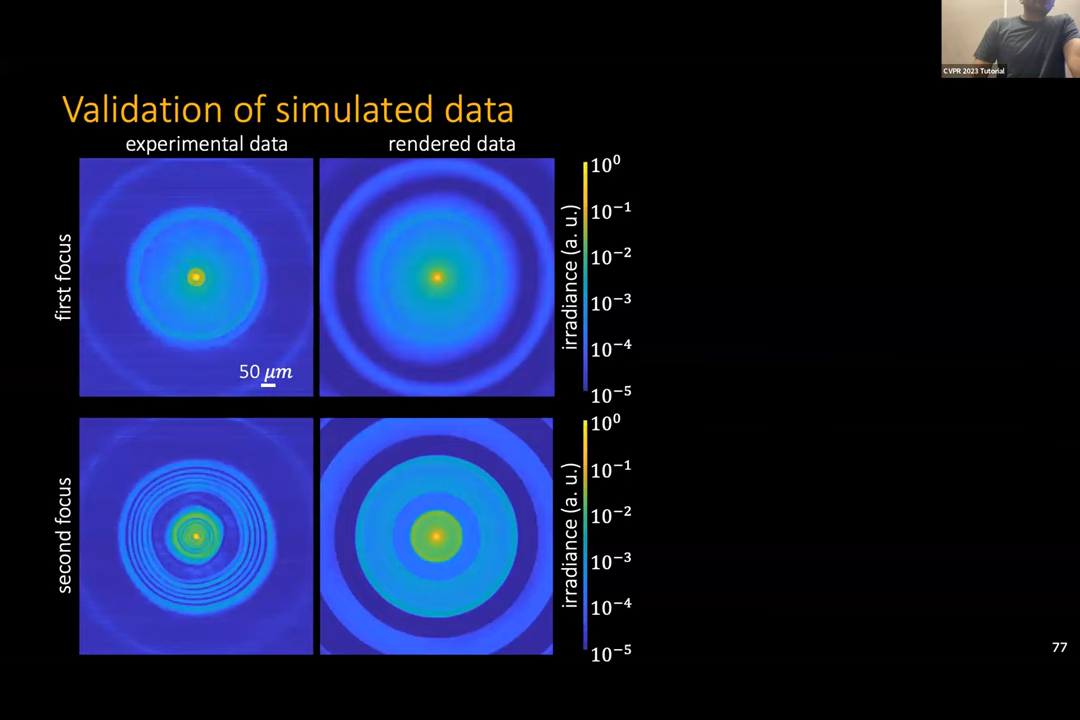 CVPR 2023 Tutorial
Validation of simulated data
experimental data
rendered data
first focus
50 μm
irradiance (a. u.)
10⁰
10⁻¹
10⁻²
10⁻³
10⁻⁴
10⁻⁵
second focus
irradiance (a. u.)
10⁰
10⁻¹
10⁻²
10⁻³
10⁻⁴
10⁻⁵
77